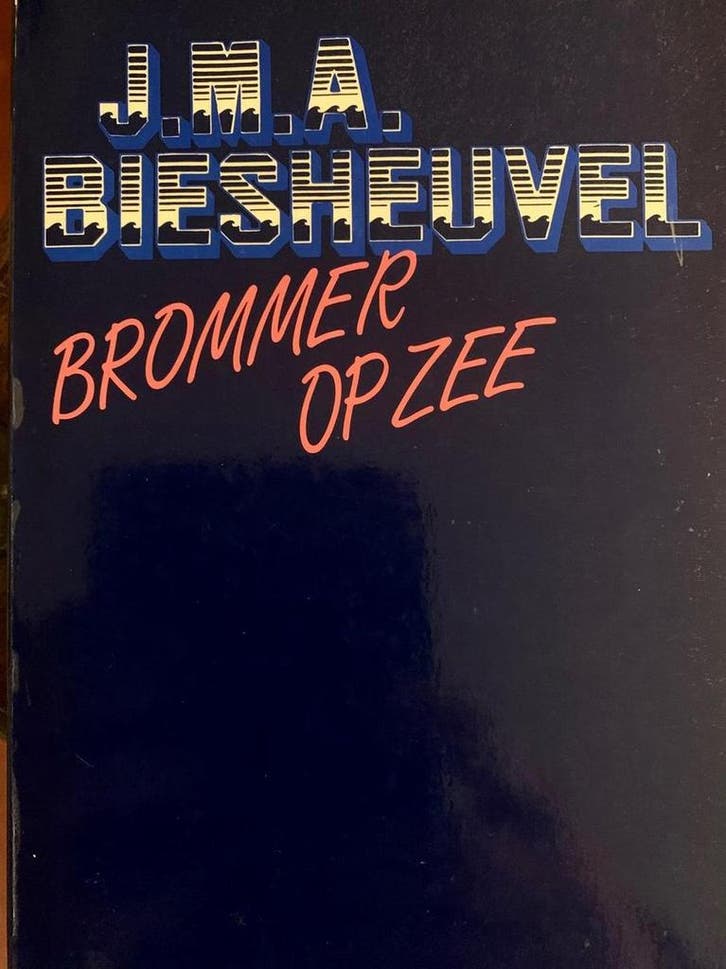 J.M.A.
BIESHEUVEL
BROMMER
OP ZEE